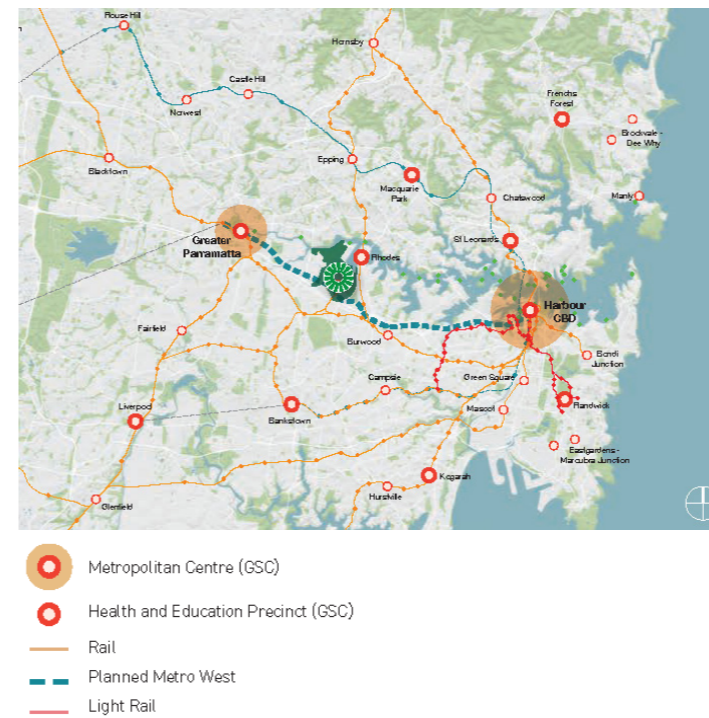 Rouse Hill
Hornsby
Castle Hill
Norwest
Frenchs
Forest
Brookvale -
Dee Why
Epping
Blacktown
Macquarie
Park
Chatswood
Manly
Greater
Parramatta
St Leonards
Rhodes
Harbour
CBD
Fairfield
Burwood
Bondi
Junction
Campsie
Green Square
Liverpool
Bankstown
Mascot
Randwick
Eastgardens -
Maroubra Junction
Kogarah
Hurstville
Glenfield
Metropolitan Centre (GSC)
Health and Education Precinct (GSC)
Rail
Planned Metro West
Light Rail